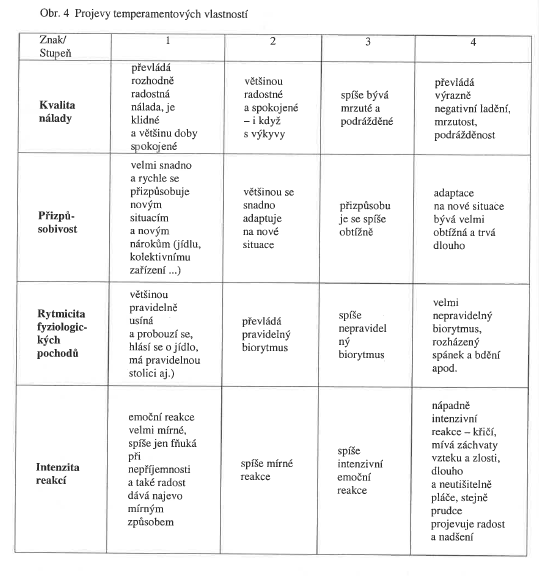 Obr. 4 Projevy temperamentových vlastností
Znak/
Stupeň
1
2
3
4
Kvalita
nálady
převládá
rozhodně
radostná
nálada, je
klidné
a většinu doby
spokojené
většinou
radostné
a spokojené
– i když
s výkyvy
spíše bývá
mrzuté a
podrážděné
převládá
výrazně
negativní ladění,
mrzutost,
podrážděnost
Přizpů-
sobivost
velmi snadno
a rychle se
přizpůsobuje
novým
situacím
a novým
nárokům (jídlu,
kolektivnímu
zařízení ...)
většinou se
snadno
adaptuje
na nové
situace
přizpůsobu
je se spíše
obtížně
adaptace
na nové situace
bývá velmi
obtížná a trvá
dlouho
Rytmicita
fyziologic-
kých
pochodů
většinou
pravidelně
usíná
a probouzí se,
hlásí se o jídlo,
má pravidelnou
stolici aj.)
převládá
pravidelný
biorytmus
spíše
nepravidel
ný
biorytmus
velmi
nepravidelný
biorytmus,
rozházený
spánek a bdění
apod.
Intenzita
reakcí
emoční reakce
velmi mírné,
spíše jen fňuká
při
nepříjemnosti
a také radost
dává najevo
mírným
způsobem
spíše mírné
reakce
spíše
intenzivní
emoční
reakce
nápadně
intenzivní
reakce – křičí,
mívá záchvaty
vzteku a zlosti,
dlouho
a neutišitelně
pláče, stejně
prudce
projevuje radost
a nadšení